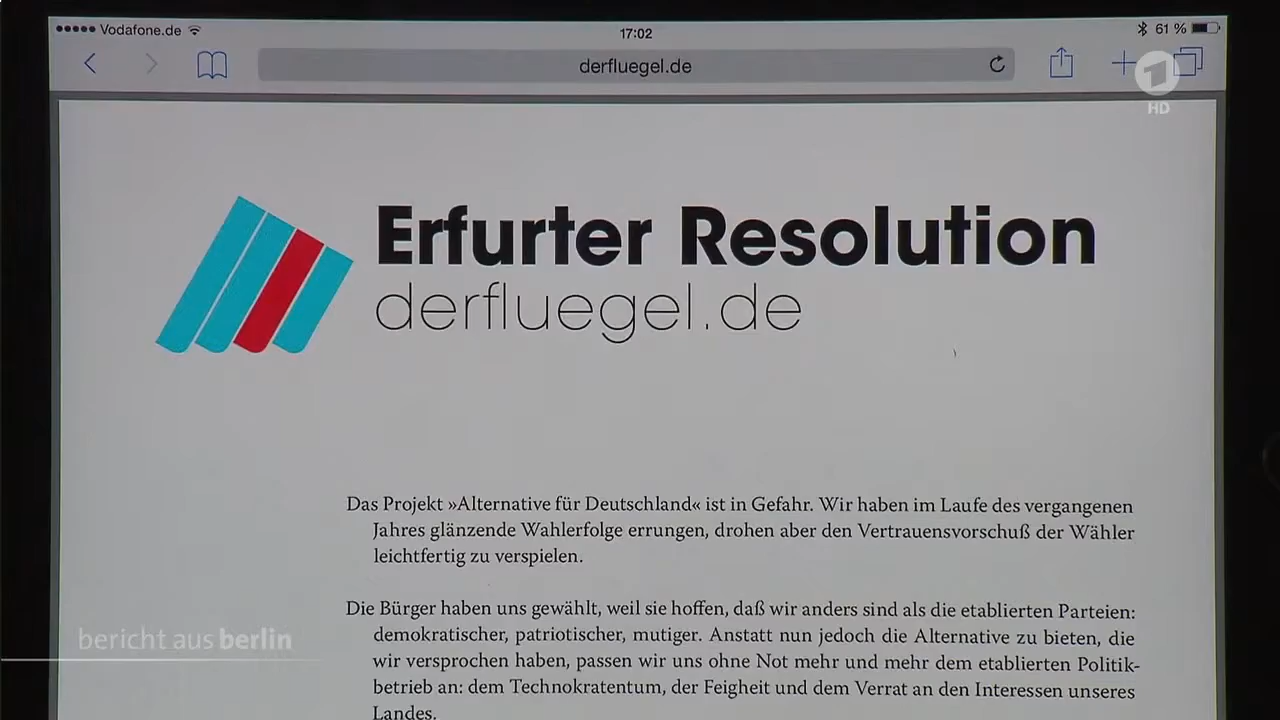 Vodafone.de
17:02
61 %
derfluegel.de
1
HD
Erfurter Resolution
derfluegel.de
Das Projekt »Alternative für Deutschland« ist in Gefahr. Wir haben im Laufe des vergangenen
Jahres glänzende Wahlerfolge errungen, drohen aber den Vertrauensvorschuß der Wähler
leichtfertig zu verspielen.
Die Bürger haben uns gewählt, weil sie hoffen, daß wir anders sind als die etablierten Parteien:
demokratischer, patriotischer, mutiger. Anstatt nun jedoch die Alternative zu bieten, die
wir versprochen haben, passen wir uns ohne Not mehr und mehr dem etablierten Politik-
betrieb an: dem Technokratentum, der Feigheit und dem Verrat an den Interessen unseres
Landes.
bericht aus berlin